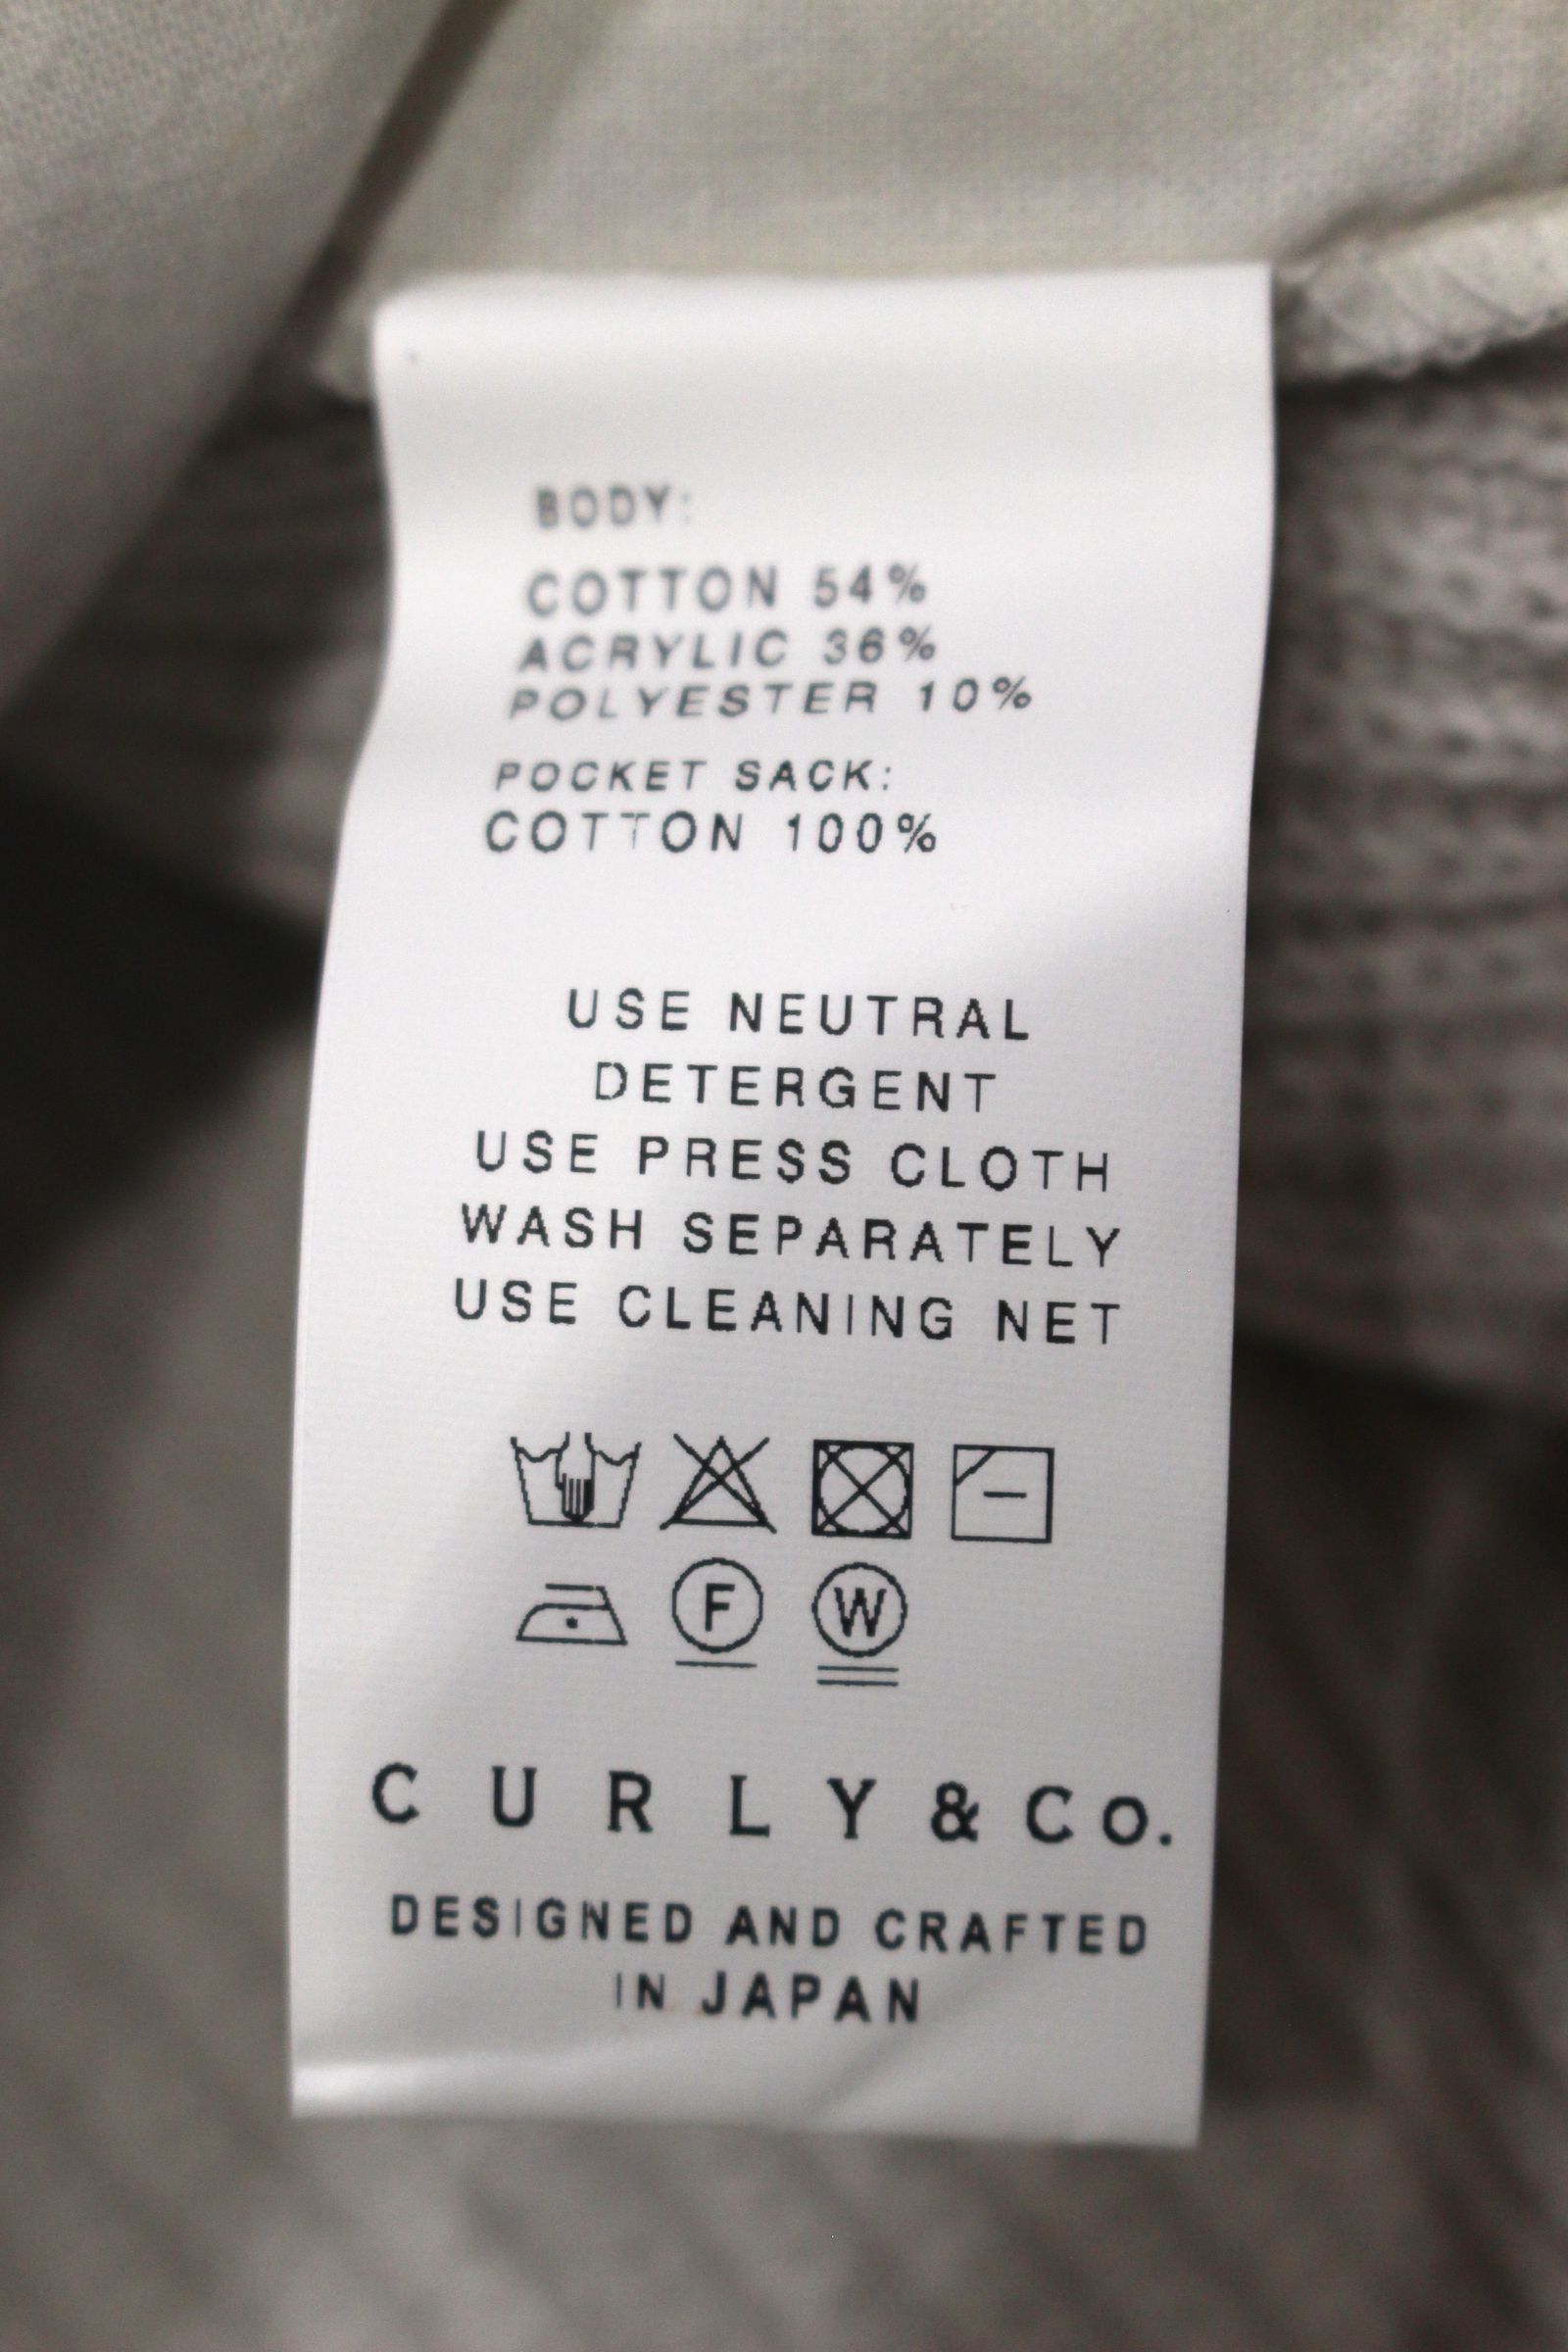 BODY:
COTTON 54%
ACRYLIC 36%
POLYESTER 10%
POCKET SACK:
COTTON 100%
USE NEUTRAL
DETERGENT
USE PRESS CLOTH
WASH SEPARATELY
USE CLEANING NET
F W
CURLY & Co.
DESIGNED AND CRAFTED
IN JAPAN